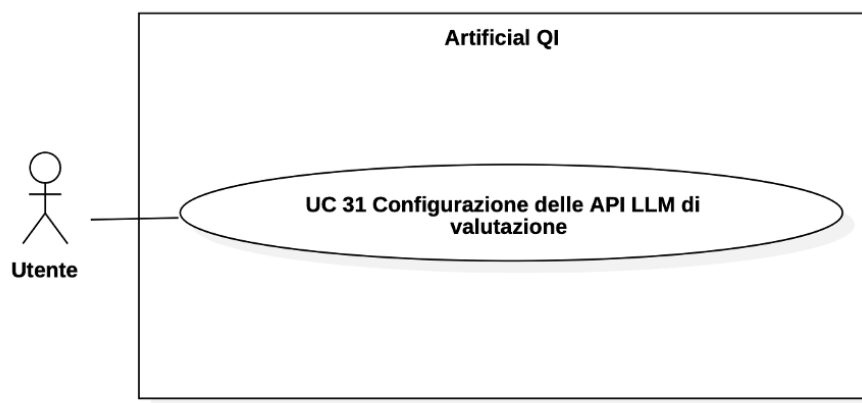 Artificial QI
UC 31 Configurazione delle API LLM di
valutazione
Utente